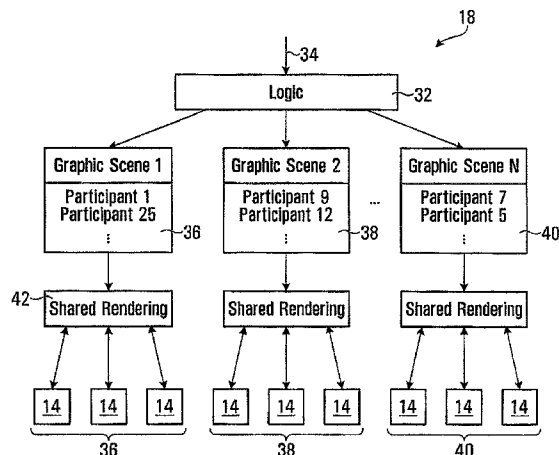 18
34
Logic
32
Graphic Scene 1
Graphic Scene 2
Graphic Scene N
Participant 1
Participant 25
⋮
36
Participant 9
Participant 12
⋮
38
...
Participant 7
Participant 5
⋮
40
42
Shared Rendering
Shared Rendering
Shared Rendering
14 14 14
14 14 14
14 14 14
36
38
40